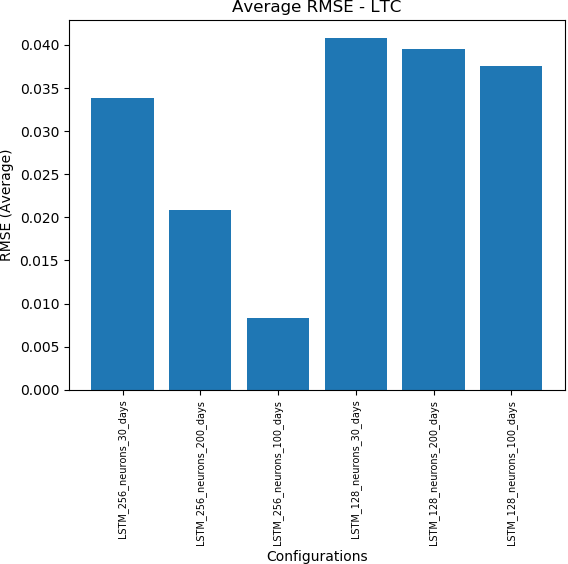 Average RMSE - LTC
RMSE (Average)
0.040
0.035
0.030
0.025
0.020
0.015
0.010
0.005
0.000
LSTM_256_neurons_30_days
LSTM_256_neurons_200_days
LSTM_256_neurons_100_days
LSTM_128_neurons_30_days
LSTM_128_neurons_200_days
LSTM_128_neurons_100_days
Configurations